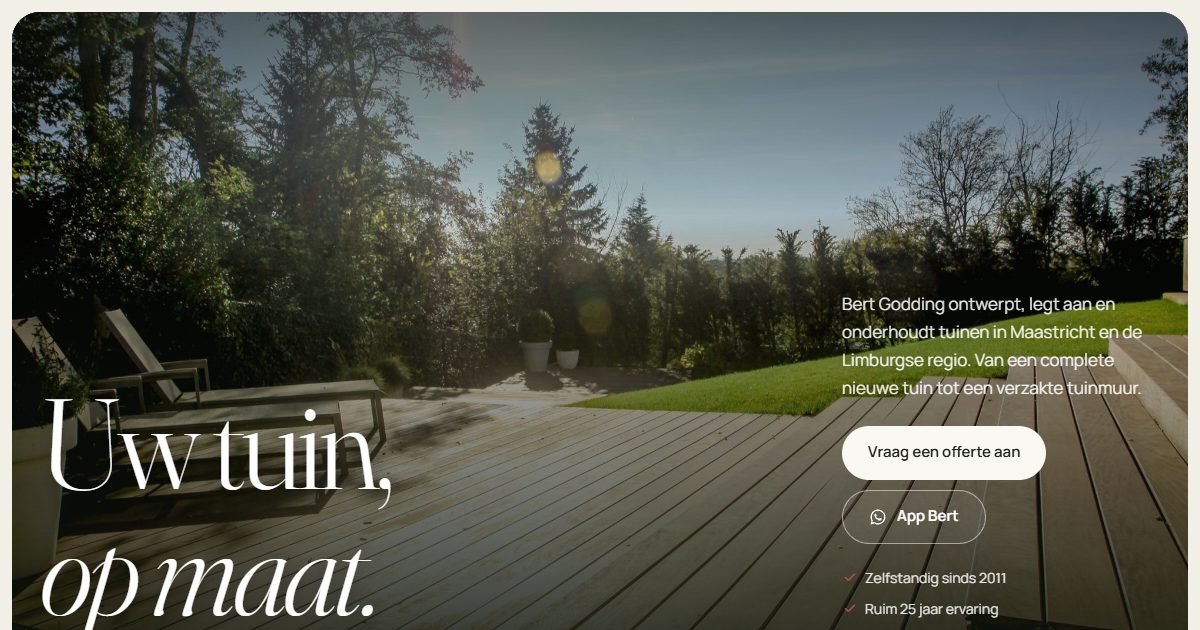 Uw tuin,
op maat.
Bert Godding ontwerpt, legt aan en
onderhoudt tuinen in Maastricht en de
Limburgse regio. Van een complete
nieuwe tuin tot een verzakte tuinmuur.
Vraag een offerte aan
App Bert
Zelfstandig sinds 2011
Ruim 25 jaar ervaring